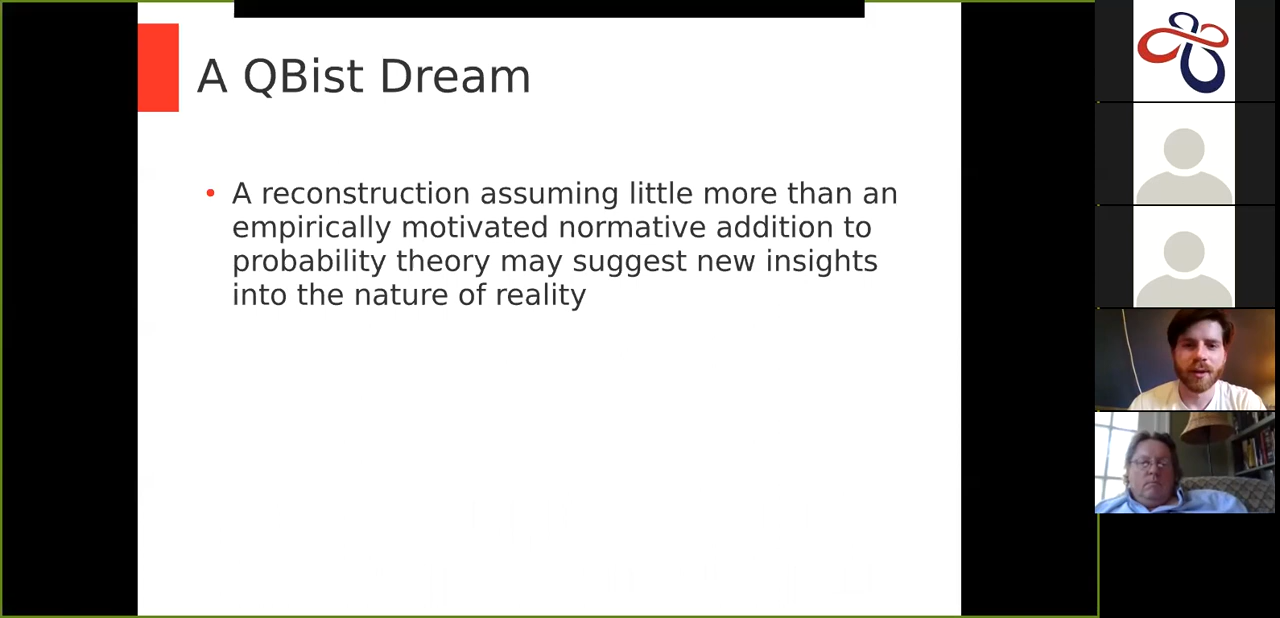 A QBist Dream
A reconstruction assuming little more than an
empirically motivated normative addition to
probability theory may suggest new insights
into the nature of reality